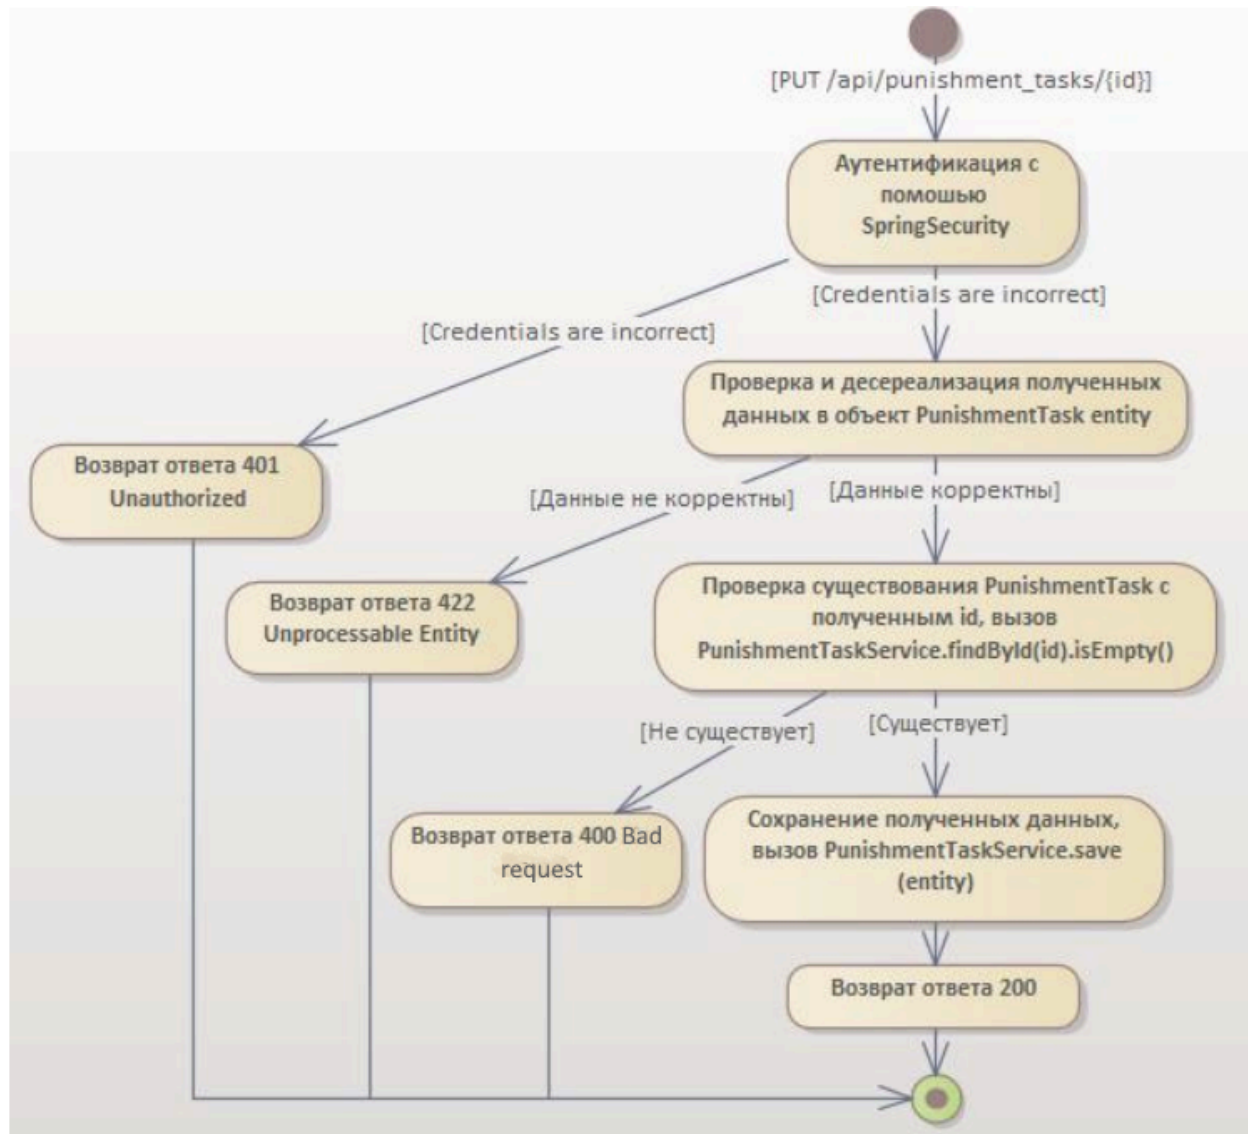 [PUT /api/punishment_tasks/{id}]
Аутентификация с
помошью
SpringSecurity
[Credentials are incorrect]
[Credentials are incorrect]
Проверка и десереализация полученных
данных в объект PunishmentTask entity
Возврат ответа 401
Unauthorized
[Данные не корректны]
[Данные корректны]
Возврат ответа 422
Unprocessable Entity
Проверка существования PunishmentTask с
полученным id, вызов
PunishmentTaskService.findById(id).isEmpty()
[Не существует]
[Существует]
Возврат ответа 400 Bad
request
Сохранение полученных данных,
вызов PunishmentTaskService.save
(entity)
Возврат ответа 200